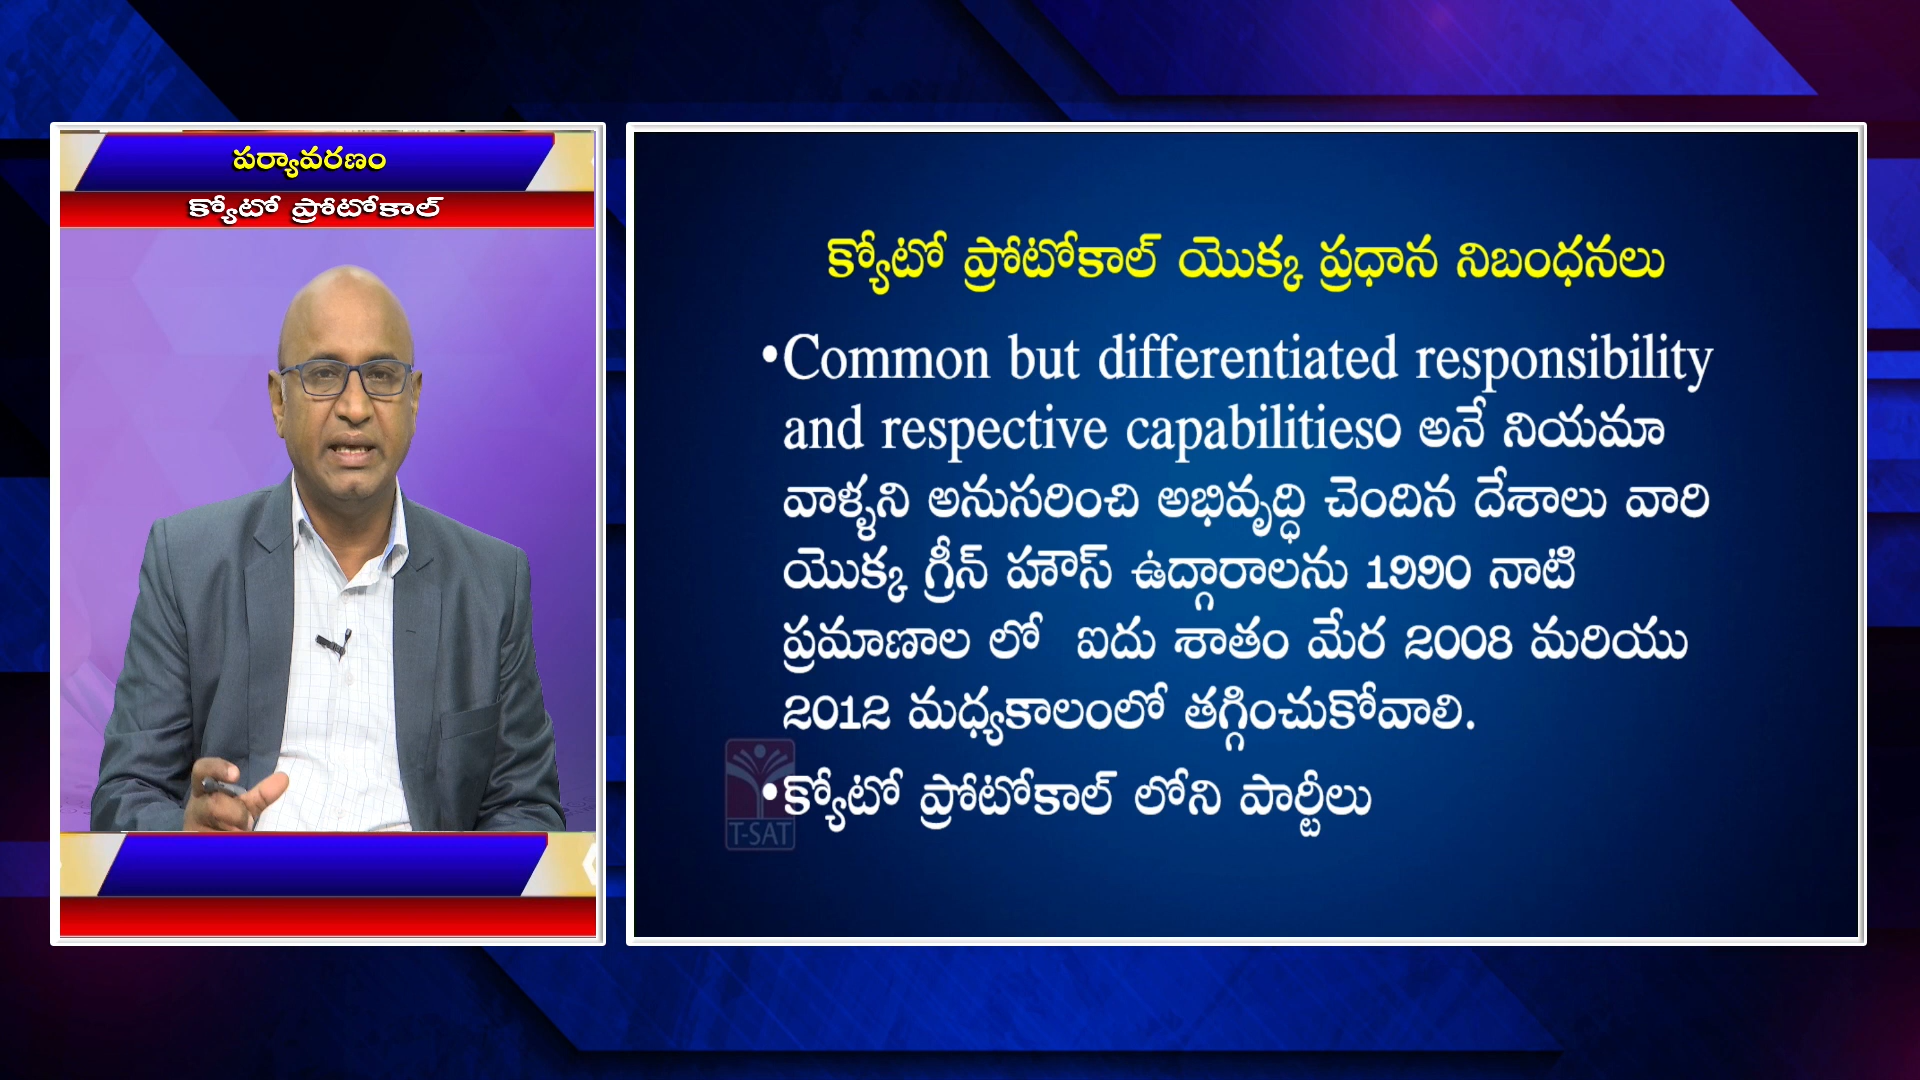 పర్యావరణం
క్యోటో ప్రోటోకాల్
క్యోటో ప్రోటోకాల్ యొక్క ప్రధాన నిబంధనలు
•Common but differentiated responsibility
and respective capabilities౦ అనే నియమా
వాళ్ళని అనుసరించి అభివృద్ధి చెందిన దేశాలు వారి
యొక్క గ్రీన్ హౌస్ ఉద్గారాలను 1990 నాటి
ప్రమాణాల లో ఐదు శాతం మేర 2008 మరియు
2012 మధ్యకాలంలో తగ్గించుకోవాలి.
•క్యోటో ప్రోటోకాల్ లోని పార్టీలు
T-SAT